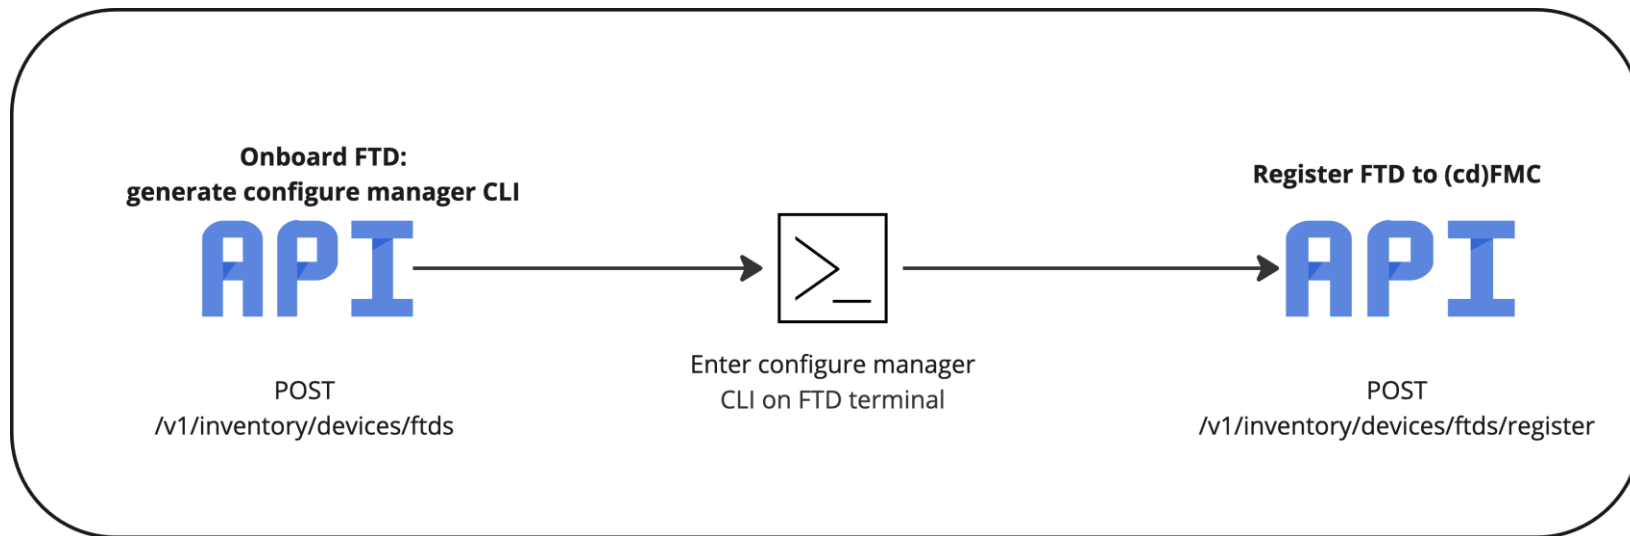 Onboard FTD:
generate configure manager CLI
API
POST
/v1/inventory/devices/ftds
>_
Enter configure manager
CLI on FTD terminal
Register FTD to (cd)FMC
API
POST
/v1/inventory/devices/ftds/register